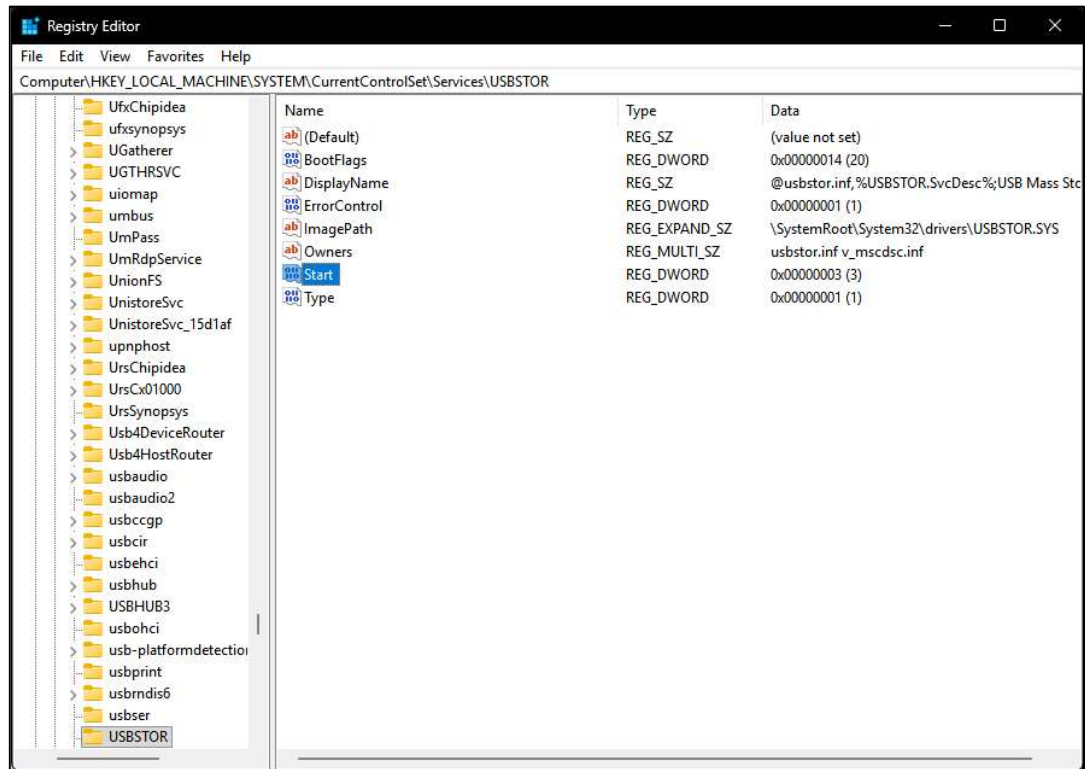 Registry Editor
File Edit View Favorites Help
Computer\HKEY_LOCAL_MACHINE\SYSTEM\CurrentControlSet\Services\USBSTOR
UfxChipidea
ufxsynopsys
UGatherer
UGTHRSVC
uiomap
umbus
UmPass
UmRdpService
UnionFS
UnistoreSvc
UnistoreSvc_15d1af
upnphost
UrsChipidea
UrsCx01000
UrsSynopsys
Usb4DeviceRouter
Usb4HostRouter
usbaudio
usbaudio2
usbccgp
usbcir
usbehci
usbhub
USBHUB3
usbohci
usb-platformdetection
usbprint
usbrndis6
usbser
USBSTOR
Name Type Data
(Default) REG_SZ (value not set)
BootFlags REG_DWORD 0x00000014 (20)
DisplayName REG_SZ @usbstor.inf,%USBSTOR.SvcDesc%;USB Mass Stc
ErrorControl REG_DWORD 0x00000001 (1)
ImagePath REG_EXPAND_SZ \SystemRoot\System32\drivers\USBSTOR.SYS
Owners REG_MULTI_SZ usbstor.inf v_mscdsc.inf
Start REG_DWORD 0x00000003 (3)
Type REG_DWORD 0x00000001 (1)